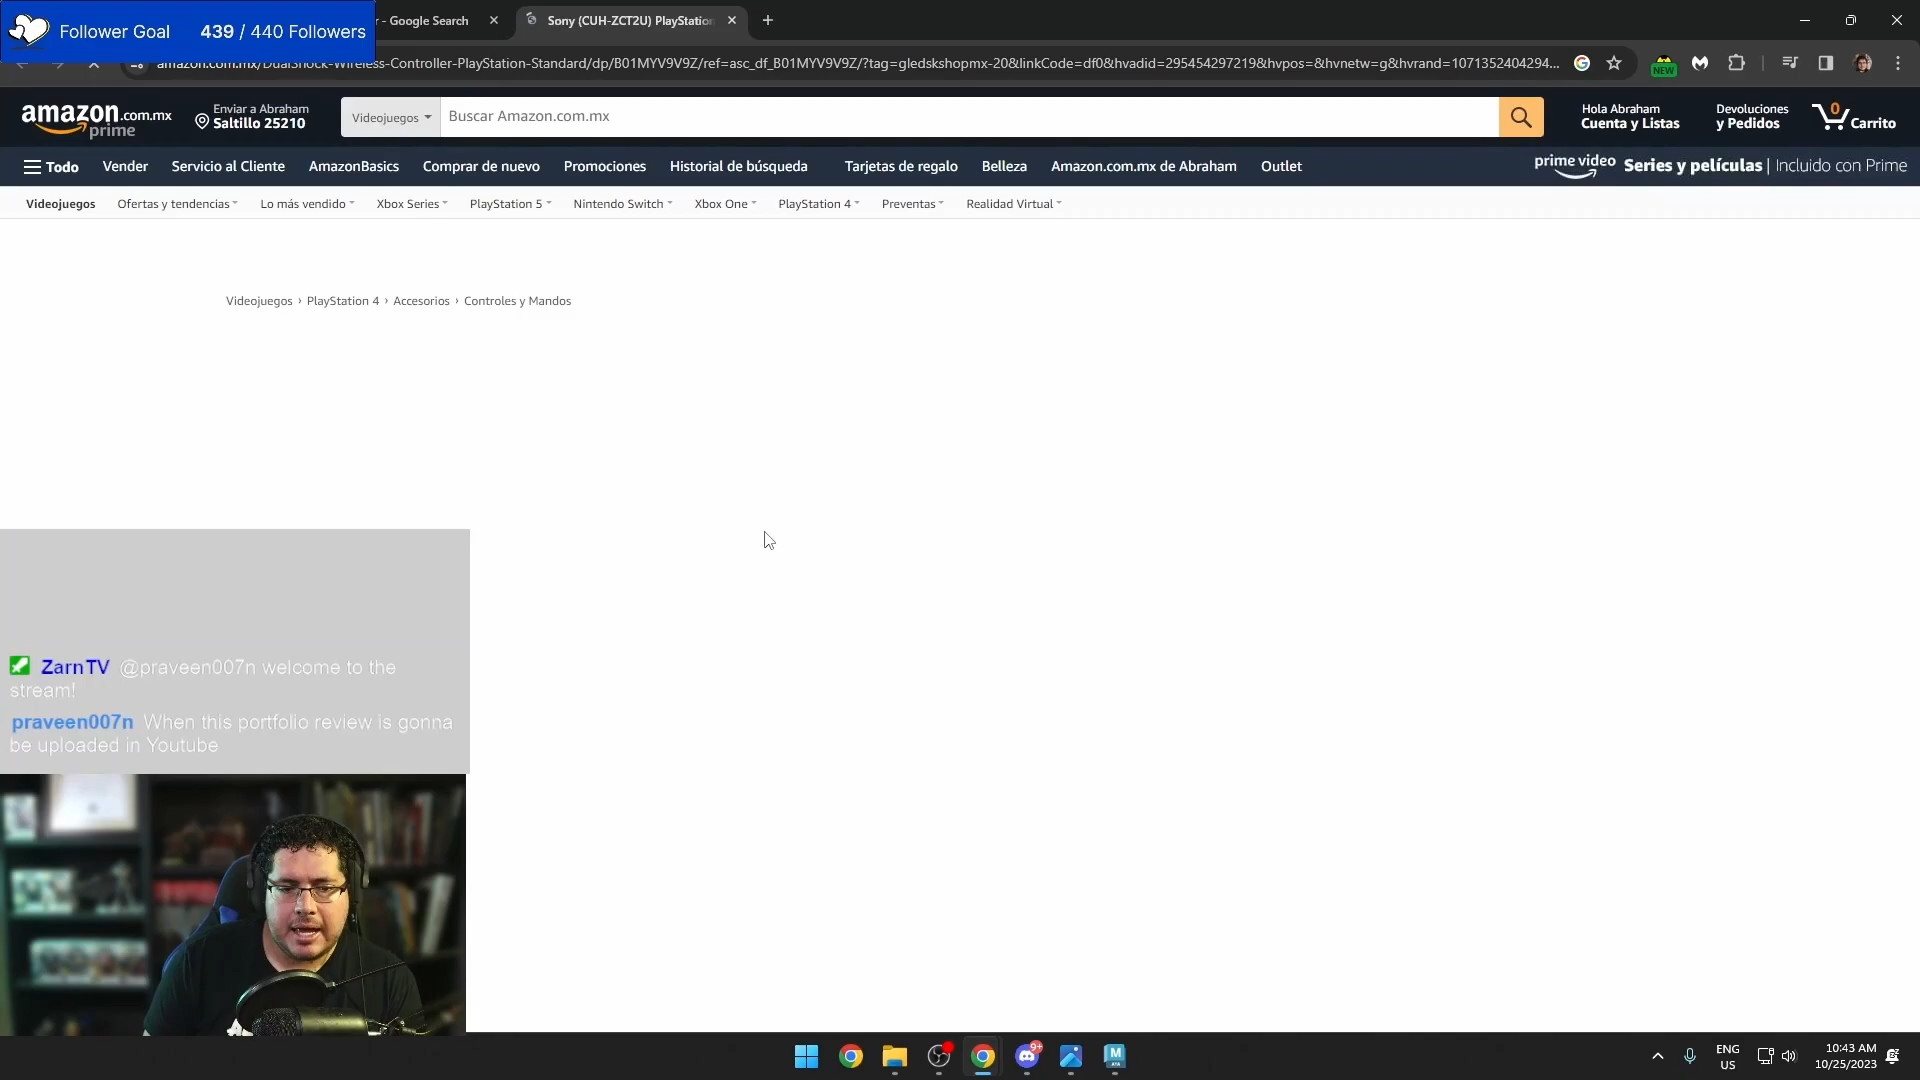 Follower Goal 439 / 440 Followers
r - Google Search
Sony (CUH-ZCT2U) PlayStation
amazon.com.mx/DualShock-Wireless-Controller-PlayStation-Standard/dp/B01MYV9V9Z/ref=asc_df_B01MYV9V9Z/?tag=gledskshopmx-20&linkCode=df0&hvadid=295454297219&hvpos=&hvnetw=g&hvrand=1071352404294...
NEW
amazon.com.mx
prime
Enviar a Abraham
Saltillo 25210
Videojuegos
Buscar Amazon.com.mx
Hola Abraham
Cuenta y Listas
Devoluciones
y Pedidos
0
Carrito
Todo Vender Servicio al Cliente AmazonBasics Comprar de nuevo Promociones Historial de búsqueda Tarjetas de regalo Belleza Amazon.com.mx de Abraham Outlet
prime video Series y películas | Incluido con Prime
Videojuegos Ofertas y tendencias Lo más vendido Xbox Series PlayStation 5 Nintendo Switch Xbox One PlayStation 4 Preventas Realidad Virtual
Videojuegos › PlayStation 4 › Accesorios › Controles y Mandos
ZarnTV @praveen007n welcome to the
stream!
praveen007n When this portfolio review is gonna
be uploaded in Youtube
9+
M
ENG
US
10:43 AM
10/25/2023